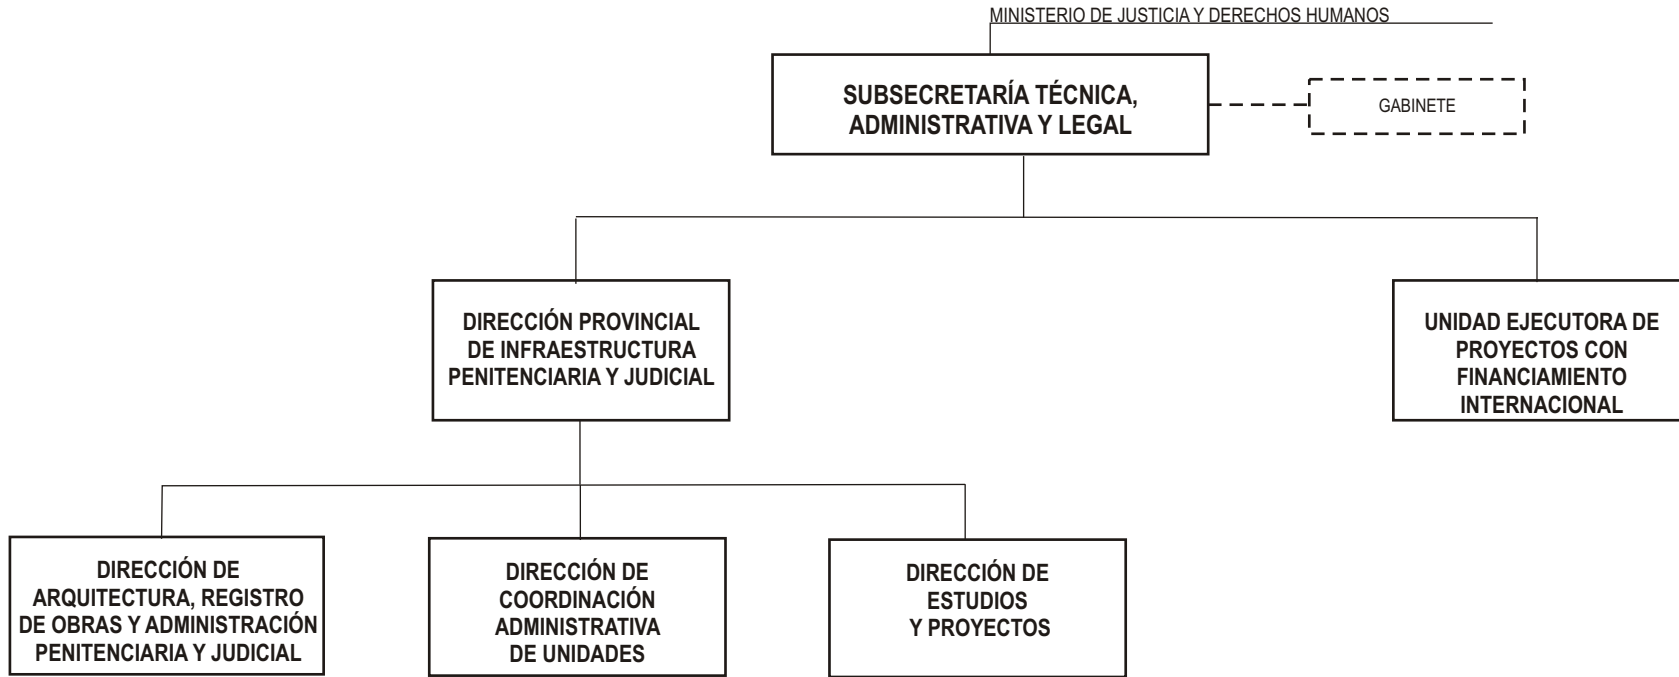 MINISTERIO DE JUSTICIA Y DERECHOS HUMANOS
SUBSECRETARÍA TÉCNICA,
ADMINISTRATIVA Y LEGAL
GABINETE
DIRECCIÓN PROVINCIAL
DE INFRAESTRUCTURA
PENITENCIARIA Y JUDICIAL
UNIDAD EJECUTORA DE
PROYECTOS CON
FINANCIAMIENTO
INTERNACIONAL
DIRECCIÓN DE
ARQUITECTURA, REGISTRO
DE OBRAS Y ADMINISTRACIÓN
PENITENCIARIA Y JUDICIAL
DIRECCIÓN DE
COORDINACIÓN
ADMINISTRATIVA
DE UNIDADES
DIRECCIÓN DE
ESTUDIOS
Y PROYECTOS